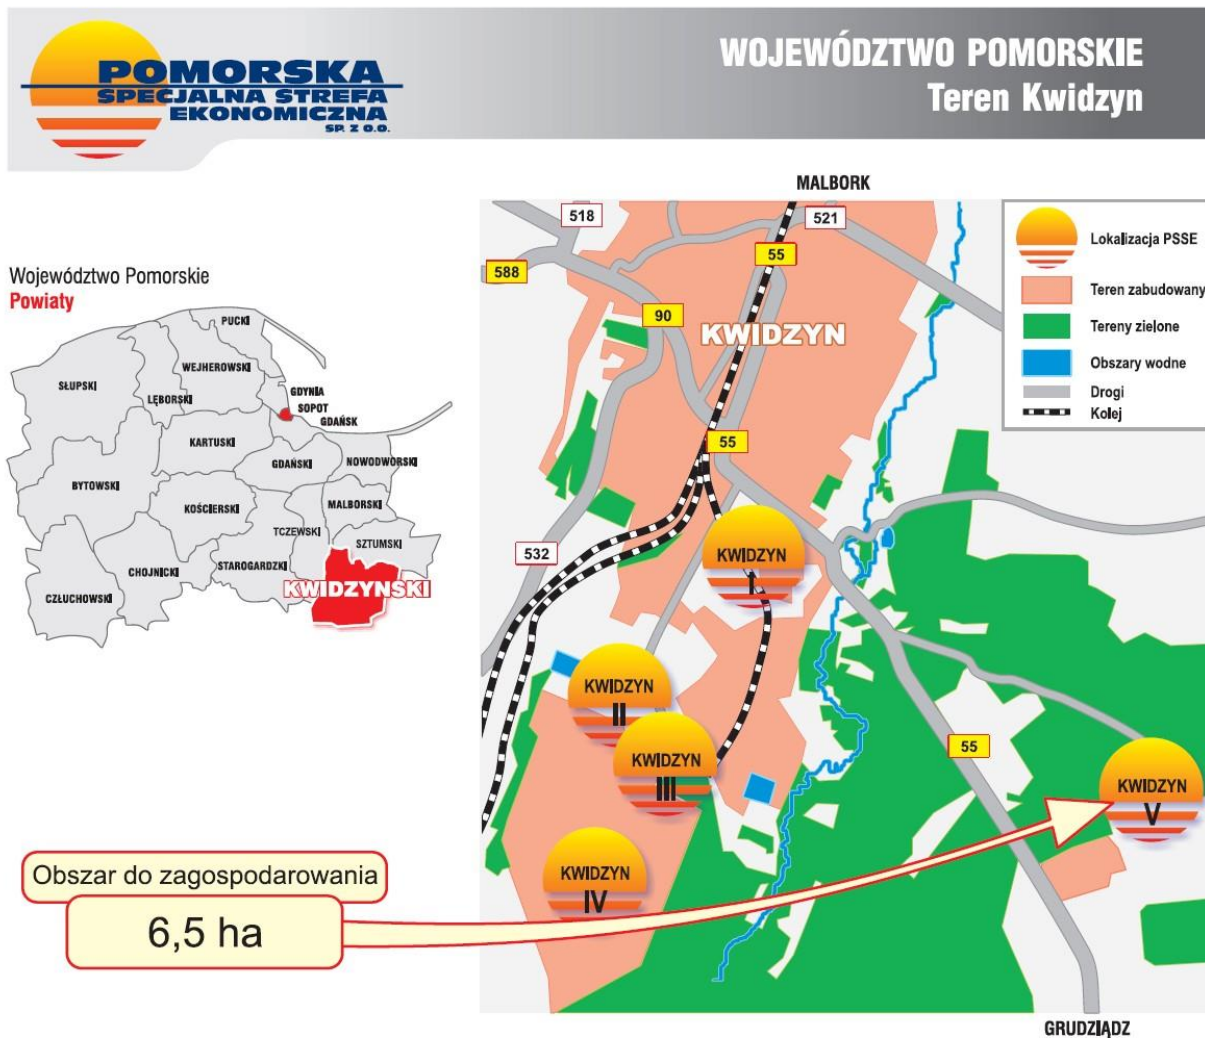 POMORSKA
SPECJALNA STREFA
EKONOMICZNA
SP. Z O.O.
WOJEWÓDZTWO POMORSKIE
Teren Kwidzyn
Województwo Pomorskie
Powiaty
PUCKI
WEJHEROWSKI
SŁUPSKI
LĘBORSKI
GDYNIA
SOPOT
GDAŃSK
KARTUSKI
GDAŃSKI
NOWODWORSKI
BYTOWSKI
KOŚCIERSKI
MALBORSKI
TCZEWSKI
SZTUMSKI
CHOJNICKI
STAROGARDZKI
KWIDZYNSKI
CZŁUCHOWSKI
MALBORK
518
521
55
588
90
KWIDZYN
55
532
KWIDZYN
I
KWIDZYN
II
KWIDZYN
III
KWIDZYN
IV
55
KWIDZYN
V
GRUDZIĄDZ
Lokalizacja PSSE
Teren zabudowany
Tereny zielone
Obszary wodne
Drogi
Kolej
Obszar do zagospodarowania
6,5 ha